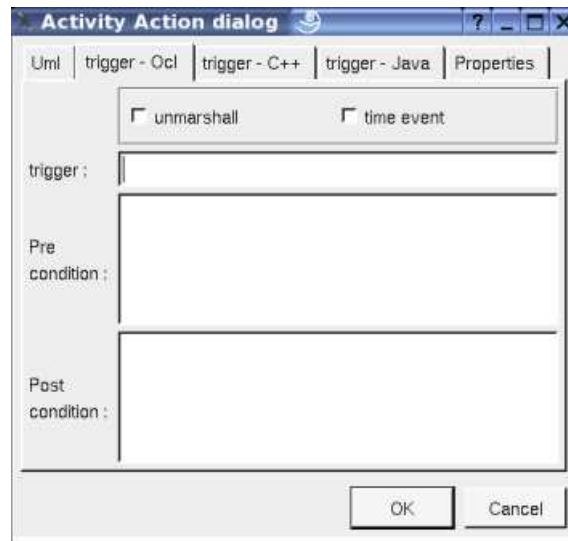 Activity Action dialog
Uml trigger - Ocl trigger - C++ trigger - Java Properties
unmarshall time event
trigger :
Pre
condition :
Post
condition :
OK Cancel